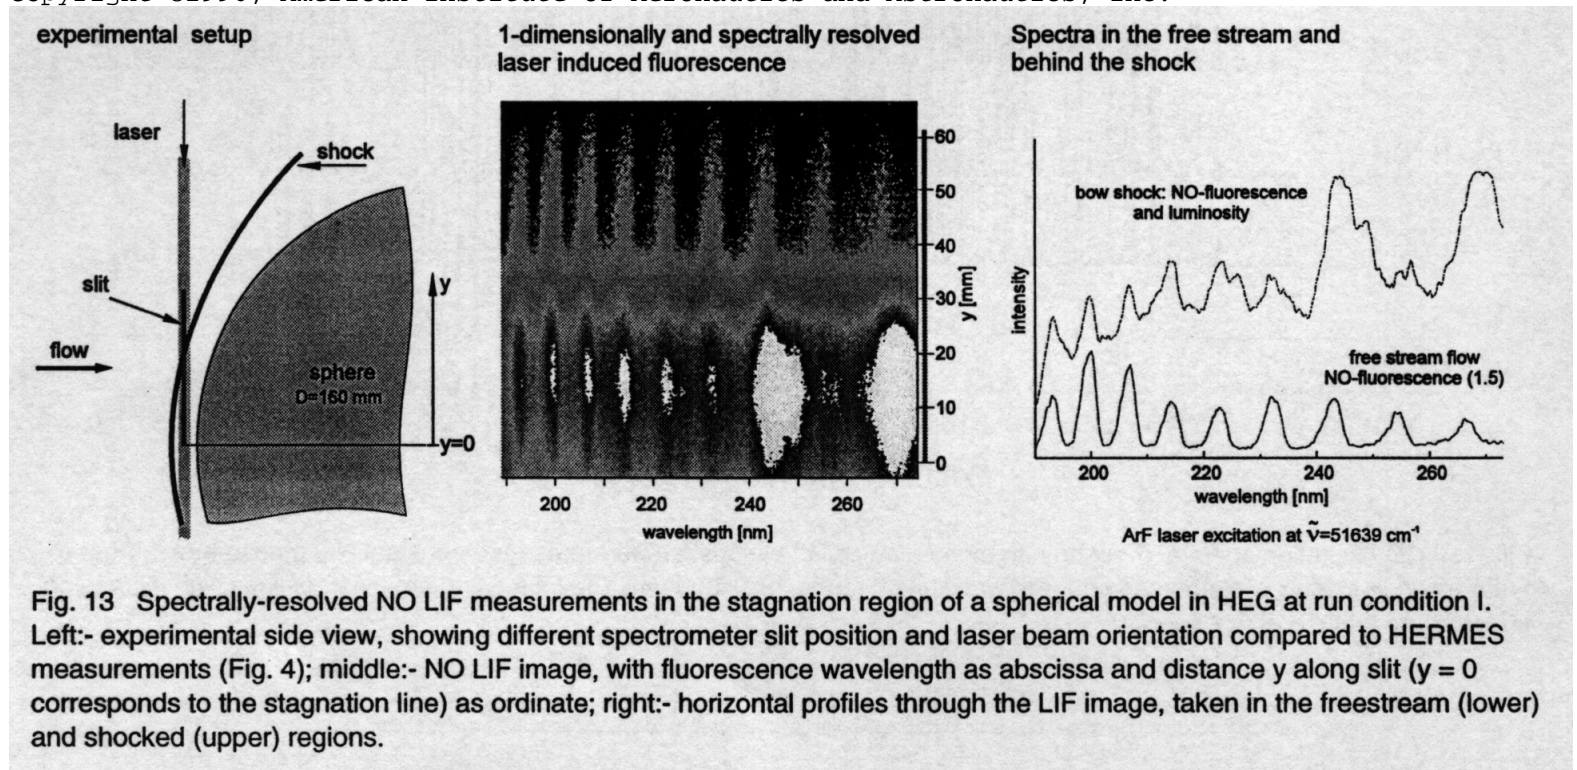 experimental setup
1-dimensionally and spectrally resolved
laser induced fluorescence
Spectra in the free stream and
behind the shock
laser
shock
slit
flow
sphere
D=160 mm
y
y=0
60
50
40
30
20
10
0
y [mm]
200
220
240
260
wavelength [nm]
intensity
bow shock: NO-fluorescence
and luminosity
free stream flow
NO-fluorescence (1.5)
200
220
240
260
wavelength [nm]
ArF laser excitation at ν̃=51639 cm⁻¹
Fig. 13 Spectrally-resolved NO LIF measurements in the stagnation region of a spherical model in HEG at run condition I.
Left:- experimental side view, showing different spectrometer slit position and laser beam orientation compared to HERMES
measurements (Fig. 4); middle:- NO LIF image, with fluorescence wavelength as abscissa and distance y along slit (y = 0
corresponds to the stagnation line) as ordinate; right:- horizontal profiles through the LIF image, taken in the freestream (lower)
and shocked (upper) regions.